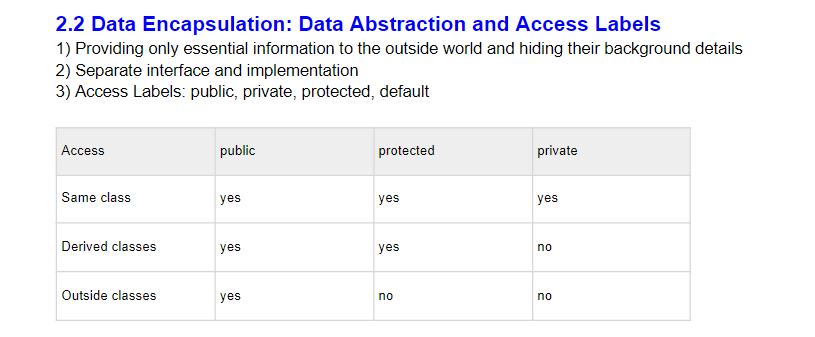 2.2 Data Encapsulation: Data Abstraction and Access Labels
1) Providing only essential information to the outside world and hiding their background details
2) Separate interface and implementation
3) Access Labels: public, private, protected, default
Access public protected private
Same class yes yes yes
Derived classes yes yes no
Outside classes yes no no